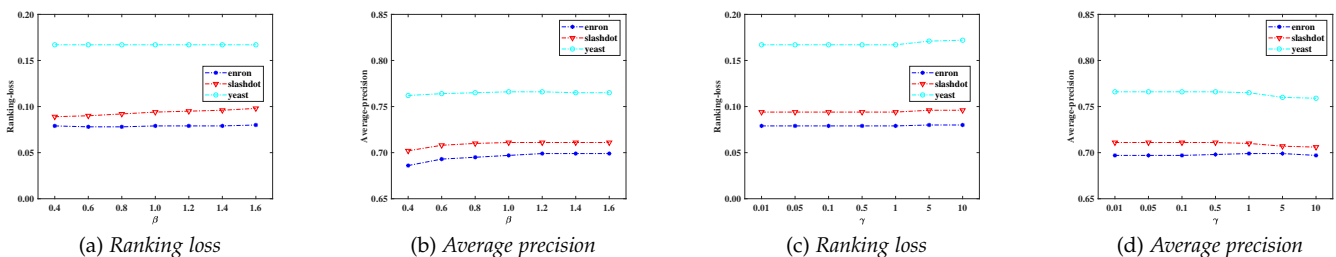 0.20
0.15
0.10
0.05
0.00
Ranking-loss
enron
slashdot
yeast
0.4 0.6 0.8 1.0 1.2 1.4 1.6
β
(a) Ranking loss
0.85
0.80
0.75
0.70
0.65
Average-precision
enron
slashdot
yeast
0.4 0.6 0.8 1.0 1.2 1.4 1.6
β
(b) Average precision
0.20
0.15
0.10
0.05
0.00
Ranking-loss
enron
slashdot
yeast
0.01 0.05 0.1 0.5 1 5 10
γ
(c) Ranking loss
0.85
0.80
0.75
0.70
0.65
Average-precision
enron
slashdot
yeast
0.01 0.05 0.1 0.5 1 5 10
γ
(d) Average precision